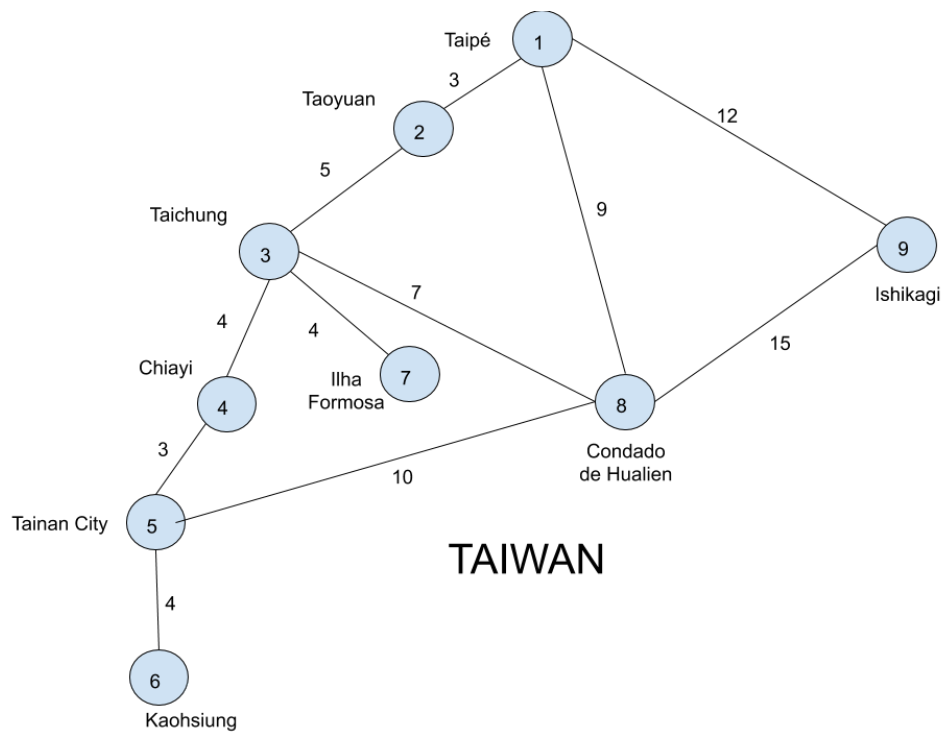 Taipé
1
3
Taoyuan
2
12
5
9
Taichung
3
9
Ishikagi
7
4
4
15
Chiayi
4
Ilha
Formosa
7
8
3
Condado
de Hualien
10
Tainan City
5
TAIWAN
4
6
Kaohsiung